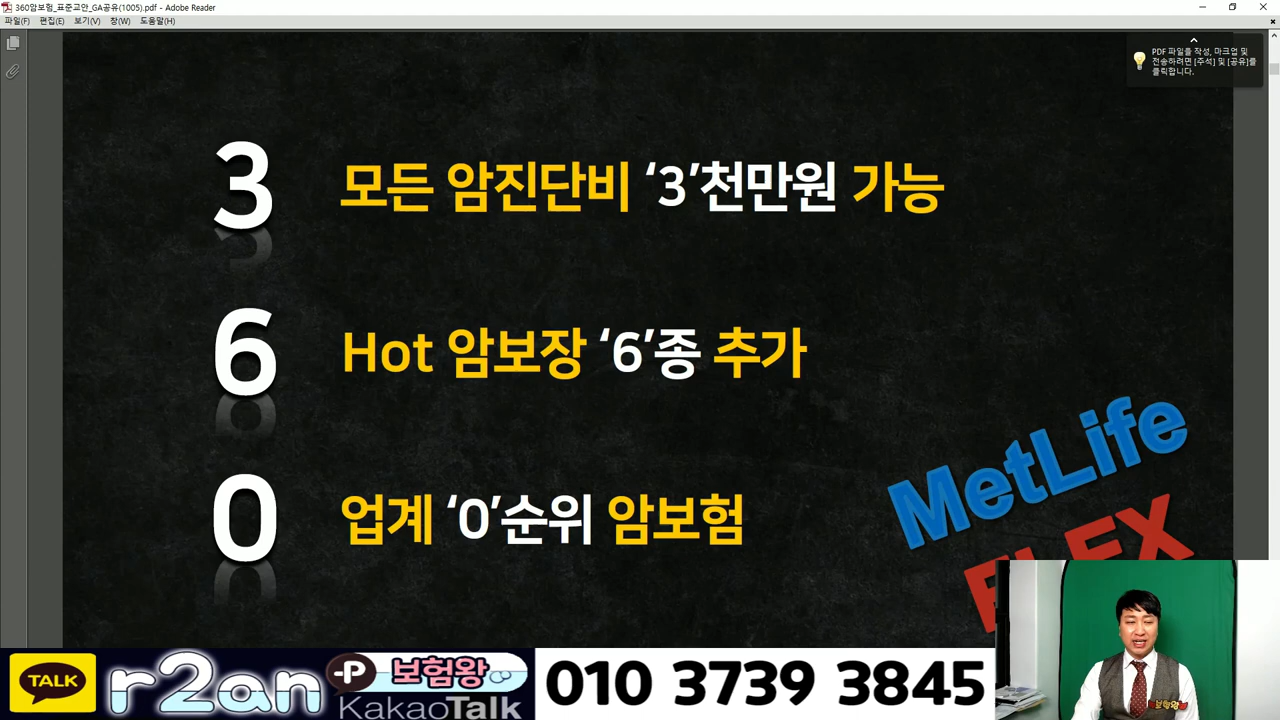 360암보험_표준교안_GA공유(1005).pdf - Adobe Reader
파일(F) 편집(E) 보기(V) 창(W) 도움말(H)
PDF 파일을 작성, 마크업 및
전송하려면 [주석] 및 [공유]를
클릭합니다.
3 모든 암진단비 ‘3’천만원 가능
6 Hot 암보장 ‘6’종 추가
0 업계 ‘0’순위 암보험
MetLife
FLEX
TALK r2an -P 보험왕 010 3739 3845
KakaoTalk